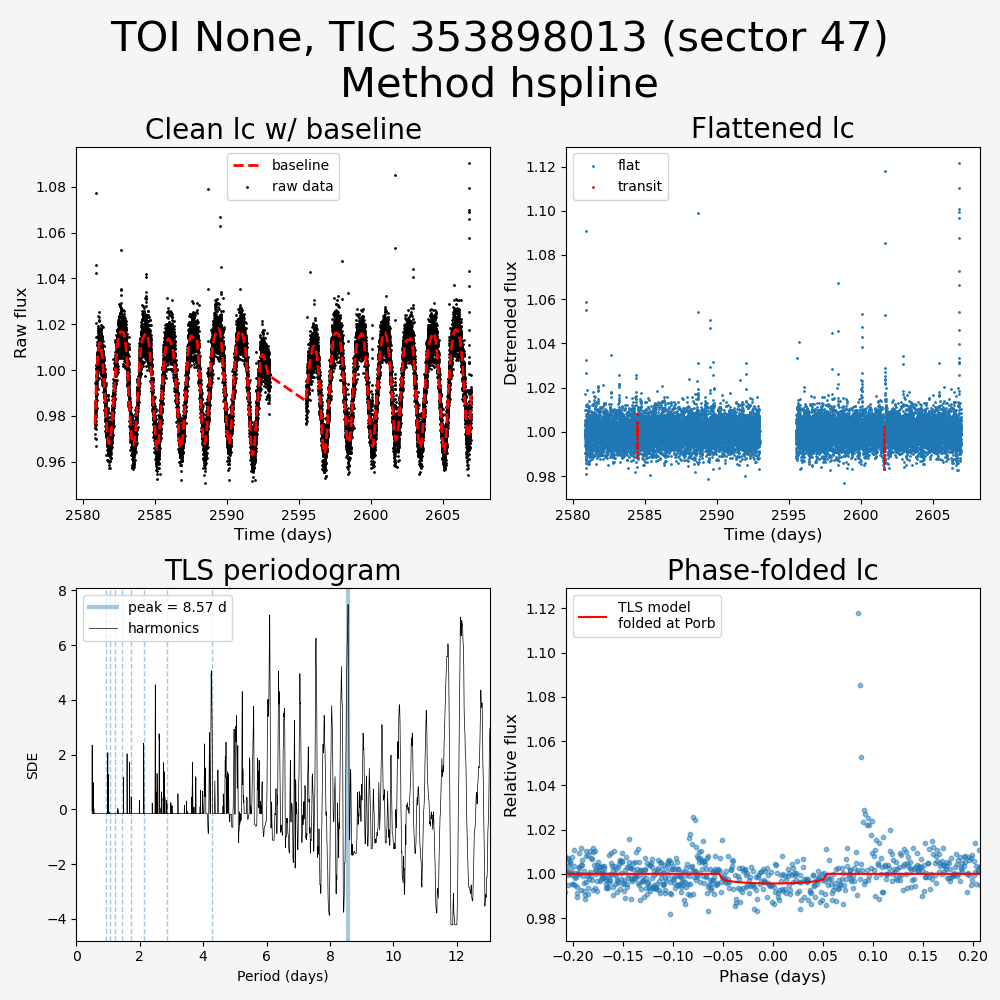 TOI None, TIC 353898013 (sector 47)
Method hspline
Clean lc w/ baseline
Raw flux
1.08
1.06
1.04
1.02
1.00
0.98
0.96
baseline
raw data
2580
2585
2590
2595
2600
2605
Time (days)
Flattened lc
Detrended flux
1.12
1.10
1.08
1.06
1.04
1.02
1.00
0.98
flat
transit
2580
2585
2590
2595
2600
2605
Time (days)
TLS periodogram
SDE
8
6
4
2
0
−2
−4
peak = 8.57 d
harmonics
0
2
4
6
8
10
12
Period (days)
Phase-folded lc
Relative flux
1.12
1.10
1.08
1.06
1.04
1.02
1.00
0.98
TLS model
folded at Porb
−0.20
−0.15
−0.10
−0.05
0.00
0.05
0.10
0.15
0.20
Phase (days)